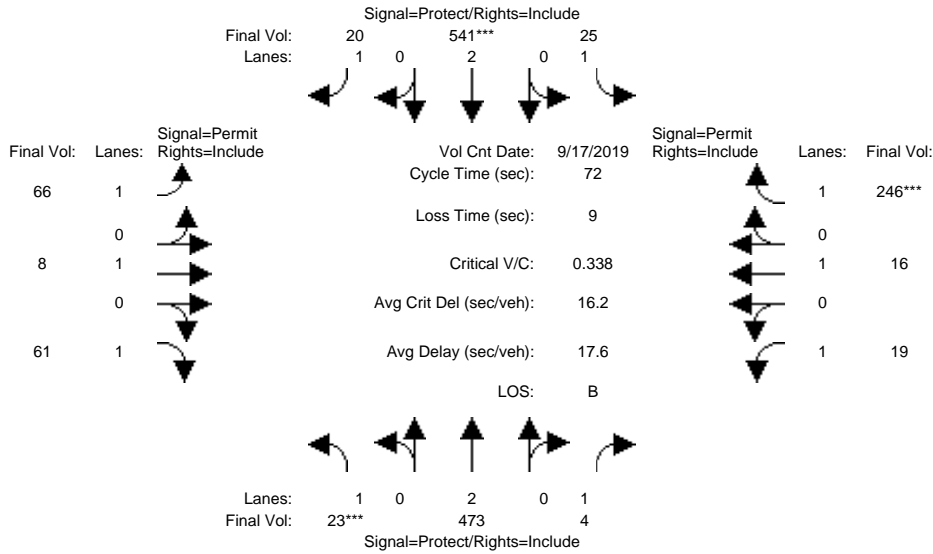 Signal=Protect/Rights=Include
Final Vol: 20 541*** 25
Lanes: 1 0 2 0 1
Signal=Permit
Final Vol: Lanes: Rights=Include
Vol Cnt Date: 9/17/2019
Signal=Permit
Rights=Include Lanes: Final Vol:
Cycle Time (sec): 72
66 1
1 246***
Loss Time (sec): 9
0
0
8 1
Critical V/C: 0.338
1 16
0
Avg Crit Del (sec/veh): 16.2
0
61 1
Avg Delay (sec/veh): 17.6
1 19
LOS: B
Lanes: 1 0 2 0 1
Final Vol: 23*** 473 4
Signal=Protect/Rights=Include